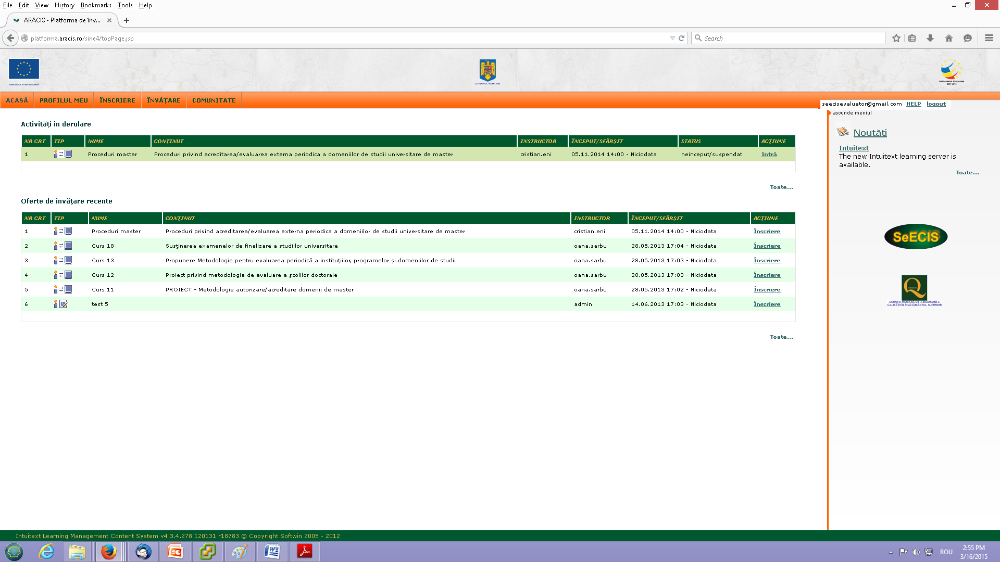 File Edit View History Bookmarks Tools Help
ARACIS - Platforma de înv...
platforma.aracis.ro/sine4/topPage.jsp
Search
UNIUNEA EUROPEANĂ
GUVERNUL ROMÂNIEI
Instrumente Structurale
2007-2013
ACASĂ PROFILUL MEU ÎNSCRIERE ÎNVĂŢARE COMUNITATE
seecisevaluator@gmail.com HELP logout
ascunde meniul
Activităţi în derulare
NR CRT TIP NUME CONŢINUT INSTRUCTOR ÎNCEPUT/SFÂRŞIT STATUS ACŢIUNE
1 Proceduri master Proceduri privind acreditarea/evaluarea externa periodica a domeniilor de studii universitare de master cristian.eni 05.11.2014 14:00 - Niciodata neinceput/suspendat Intră
Toate...
Oferte de învăţare recente
NR CRT TIP NUME CONŢINUT INSTRUCTOR ÎNCEPUT/SFÂRŞIT ACŢIUNE
1 Proceduri master Proceduri privind acreditarea/evaluarea externa periodica a domeniilor de studii universitare de master cristian.eni 05.11.2014 14:00 - Niciodata Înscriere
2 Curs 18 Susţinerea examenelor de finalizare a studiilor universitare oana.sarbu 28.05.2013 17:04 - Niciodata Înscriere
3 Curs 13 Propunere Metodologie pentru evaluarea periodică a instituţiilor, programelor şi domeniilor de studii oana.sarbu 28.05.2013 17:03 - Niciodata Înscriere
4 Curs 12 Proiect privind metodologia de evaluare a şcolilor doctorale oana.sarbu 28.05.2013 17:03 - Niciodata Înscriere
5 Curs 11 PROIECT - Metodologie autorizare/acreditare domenii de master oana.sarbu 28.05.2013 17:02 - Niciodata Înscriere
6 test 5 admin 14.06.2013 17:03 - Niciodata Înscriere
Toate...
Noutăţi
Intuitext
The new Intuitext learning server is
available.
Toate...
SeECIS
ARACIS
AGENŢIA ROMÂNĂ DE ASIGURARE A
CALITĂŢII ÎN ÎNVĂŢĂMÂNTUL SUPERIOR
Intuitext Learning Management Content System v4.3.4.278 120131 r18783 © Copyright Softwin 2005 - 2012
ROU
2:55 PM
3/16/2015